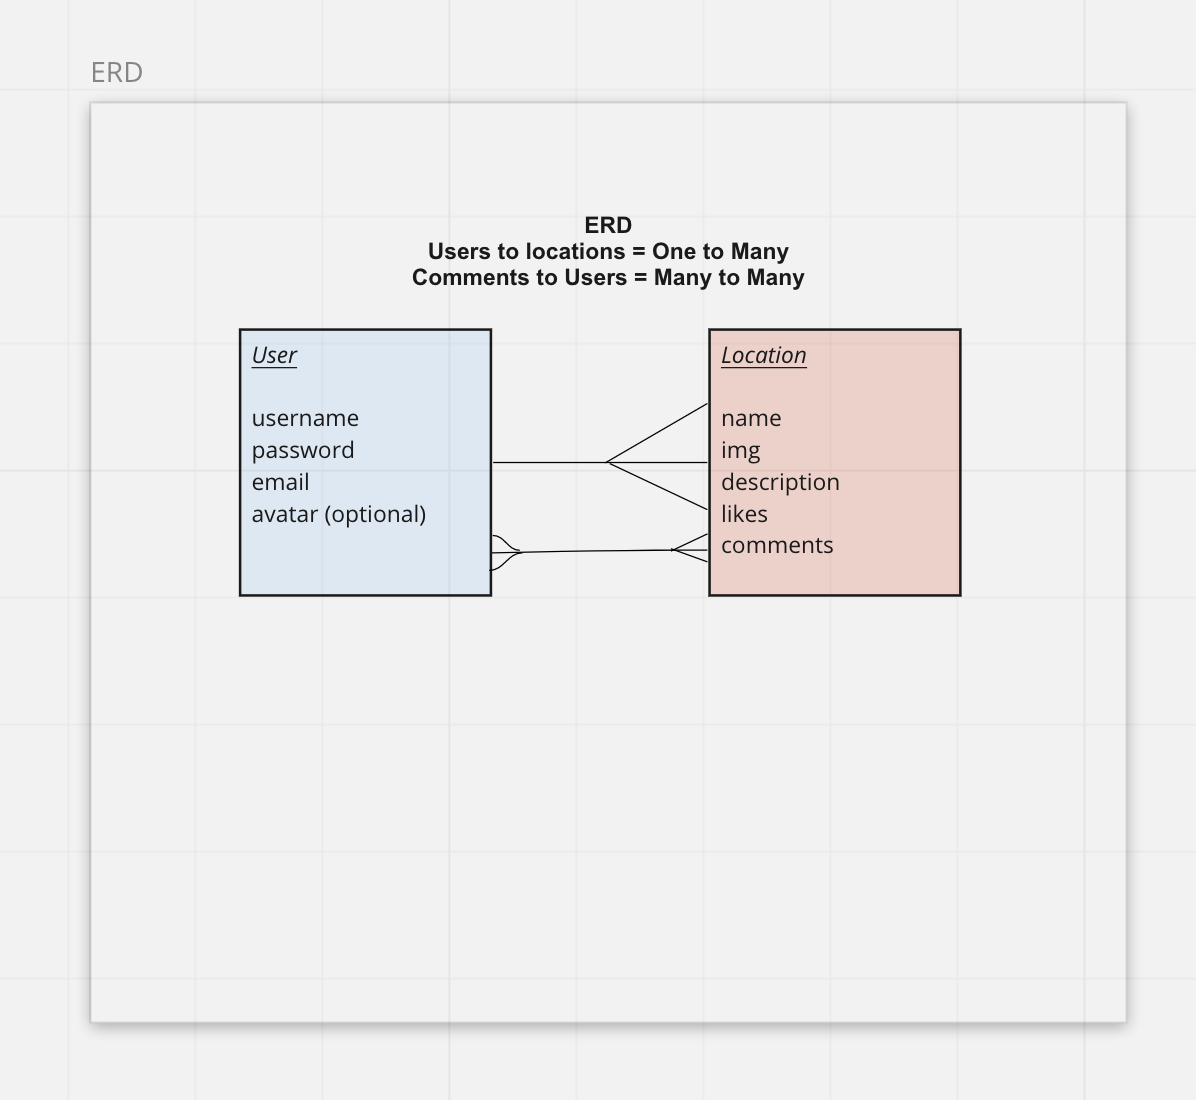 ERD
ERD
Users to locations = One to Many
Comments to Users = Many to Many
User
username
password
email
avatar (optional)
Location
name
img
description
likes
comments